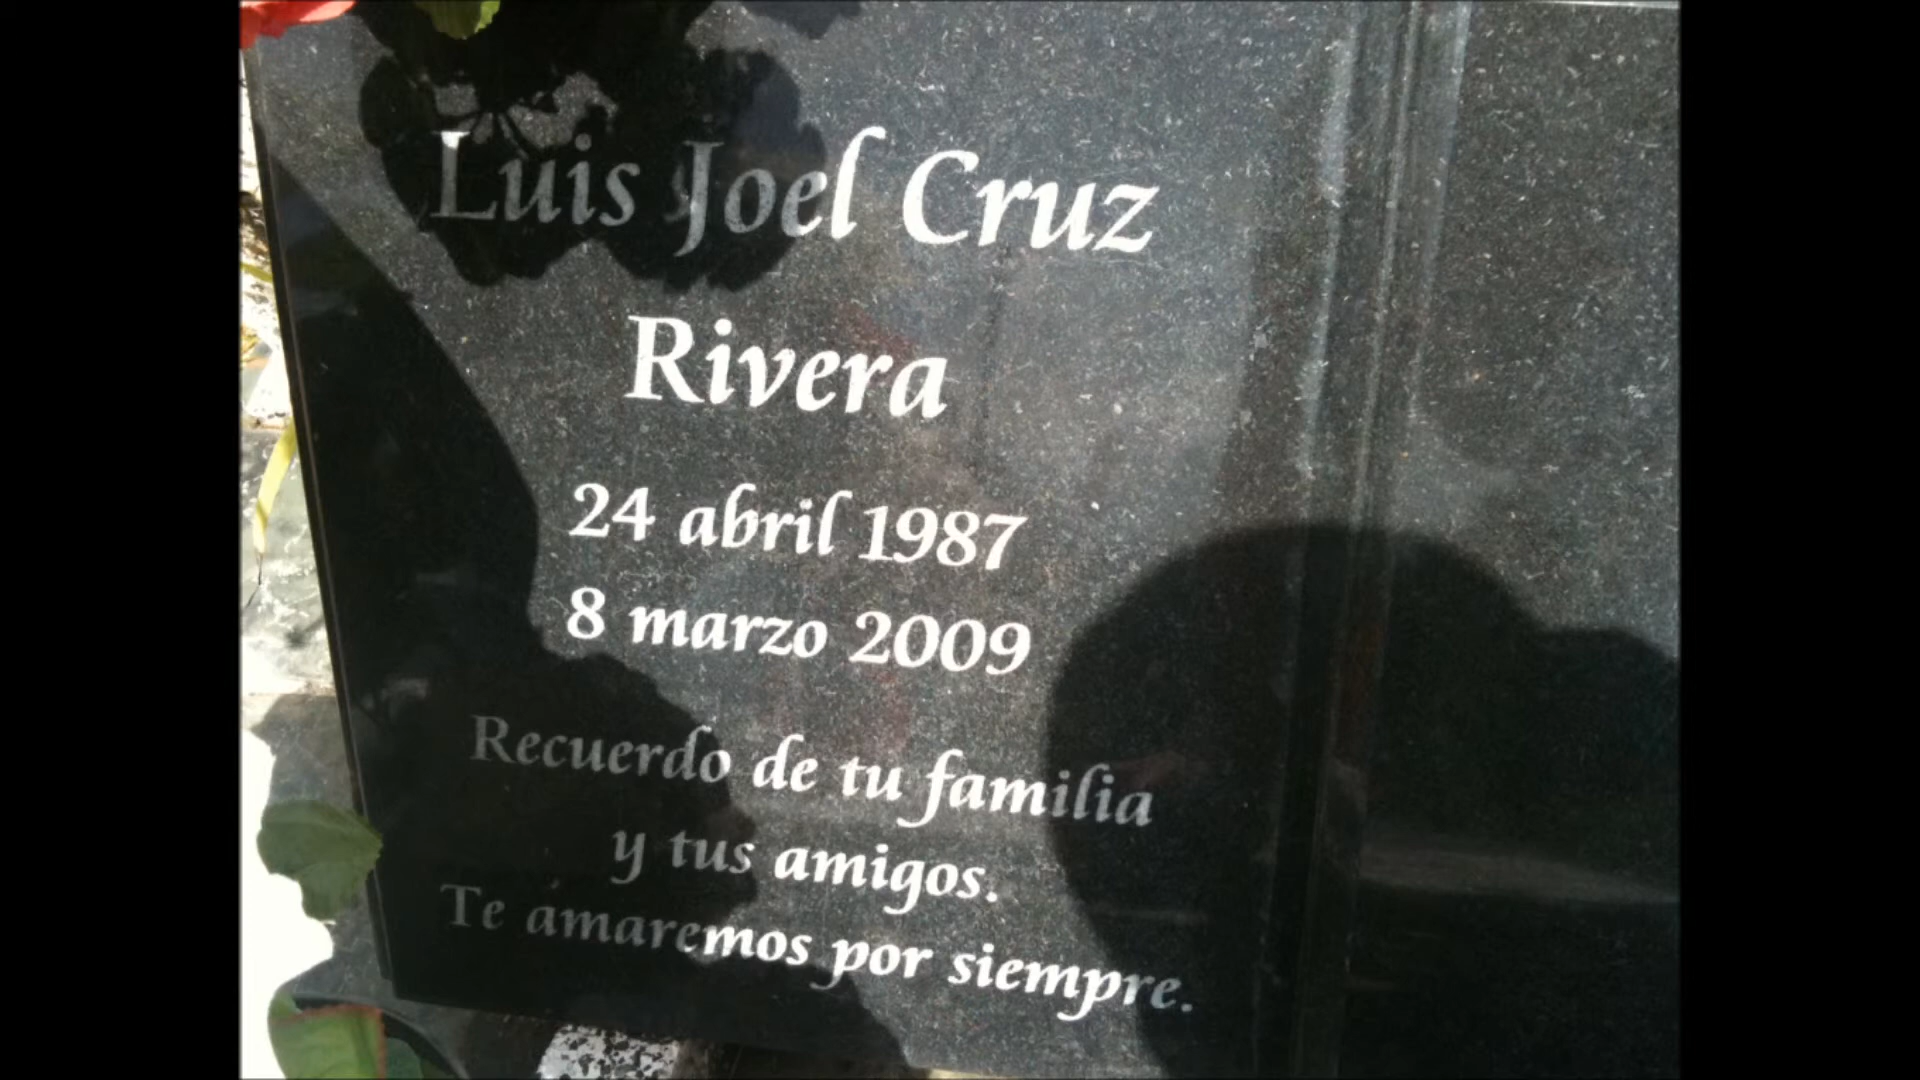 Luis Joel Cruz
Rivera
24 abril 1987
8 marzo 2009
Recuerdo de tu familia
y tus amigos.
Te amaremos por siempre.